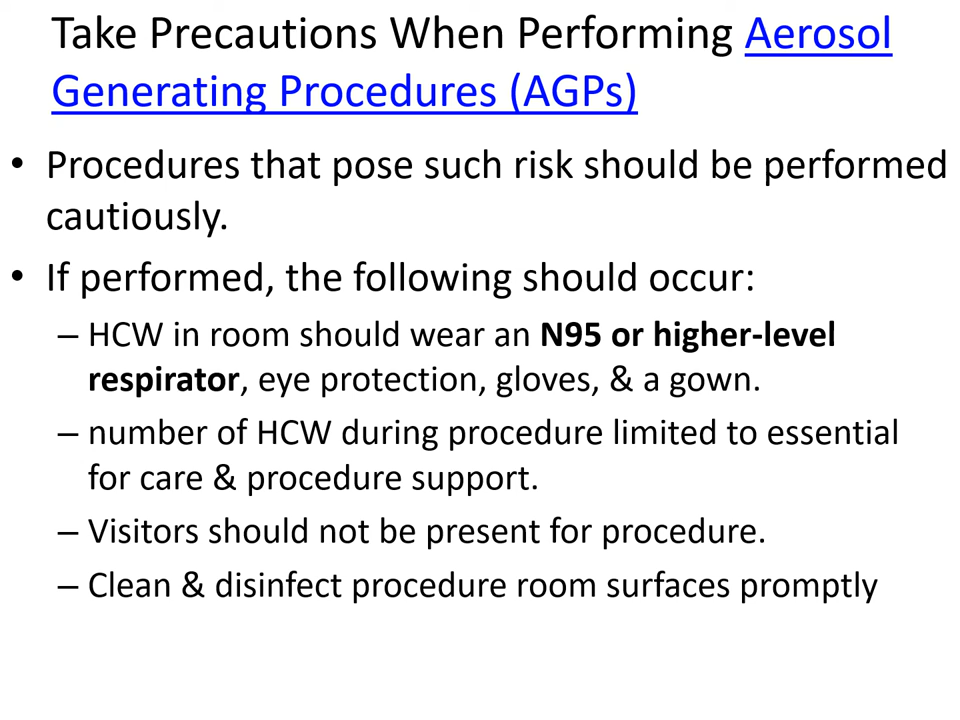 Take Precautions When Performing Aerosol
Generating Procedures (AGPs)
• Procedures that pose such risk should be performed
cautiously.
• If performed, the following should occur:
– HCW in room should wear an N95 or higher-level
respirator, eye protection, gloves, & a gown.
– number of HCW during procedure limited to essential
for care & procedure support.
– Visitors should not be present for procedure.
– Clean & disinfect procedure room surfaces promptly